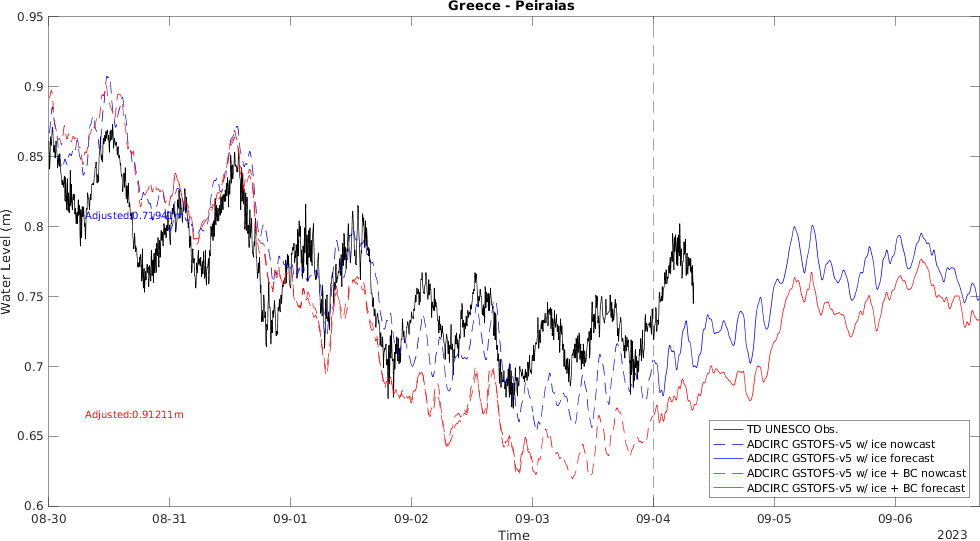 Greece - Peiraias
0.95
0.9
0.85
0.8
0.75
0.7
0.65
0.6
Water Level (m)
Adjusted:0.71941m
Adjusted:0.91211m
TD UNESCO Obs.
ADCIRC GSTOFS-v5 w/ ice nowcast
ADCIRC GSTOFS-v5 w/ ice forecast
ADCIRC GSTOFS-v5 w/ ice + BC nowcast
ADCIRC GSTOFS-v5 w/ ice + BC forecast
08-30 08-31 09-01 09-02 09-03 09-04 09-05 09-06
Time
2023